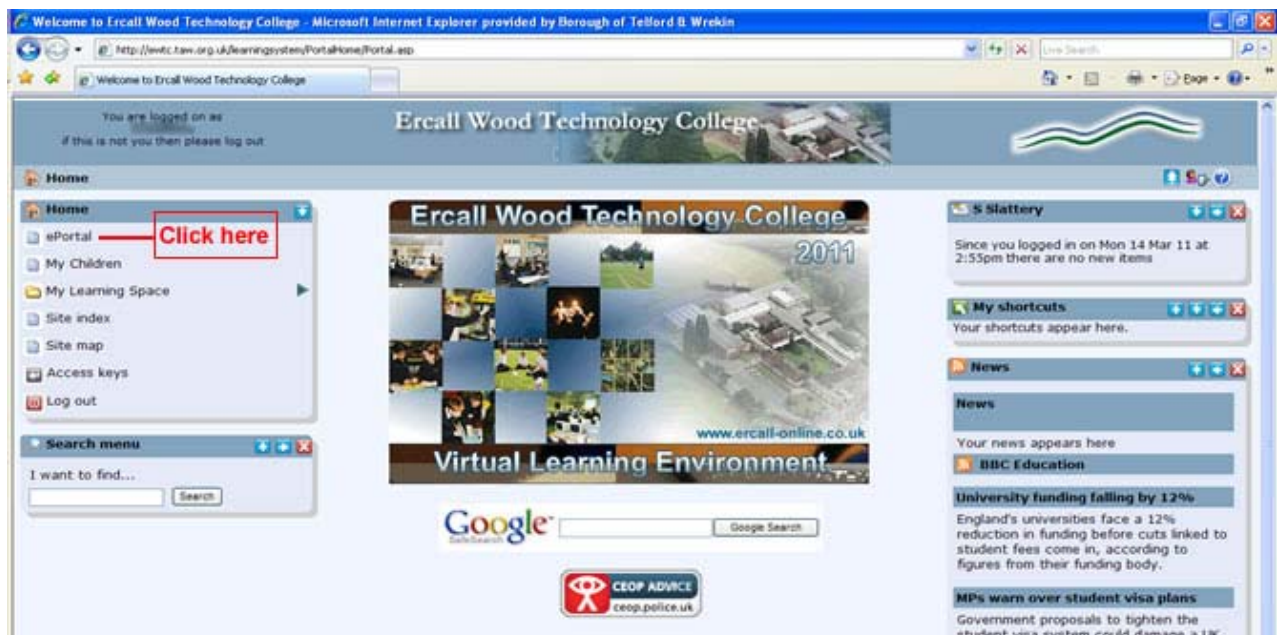 Welcome to Ercall Wood Technology College - Microsoft Internet Explorer provided by Borough of Telford & Wrekin
http://ewtc.taw.org.uk/learningsystem/PortalHome/Portal.asp
Live Search
Welcome to Ercall Wood Technology College
Page
You are logged on as
if this is not you then please log out
Ercall Wood Technology College
Home
Home
ePortal
Click here
My Children
My Learning Space
Site index
Site map
Access keys
Log out
Search menu
I want to find...
Search
Ercall Wood Technology College
2011
www.ercall-online.co.uk
Virtual Learning Environment
Google
SafeSearch
Google Search
CEOP ADVICE
ceop.police.uk
S Slattery
Since you logged in on Mon 14 Mar 11 at
2:55pm there are no new items
My shortcuts
Your shortcuts appear here.
News
News
Your news appears here
BBC Education
University funding falling by 12%
England's universities face a 12%
reduction in funding before cuts linked to
student fees come in, according to
figures from their funding body.
MPs warn over student visa plans
Government proposals to tighten the
student visa system could damage a UK